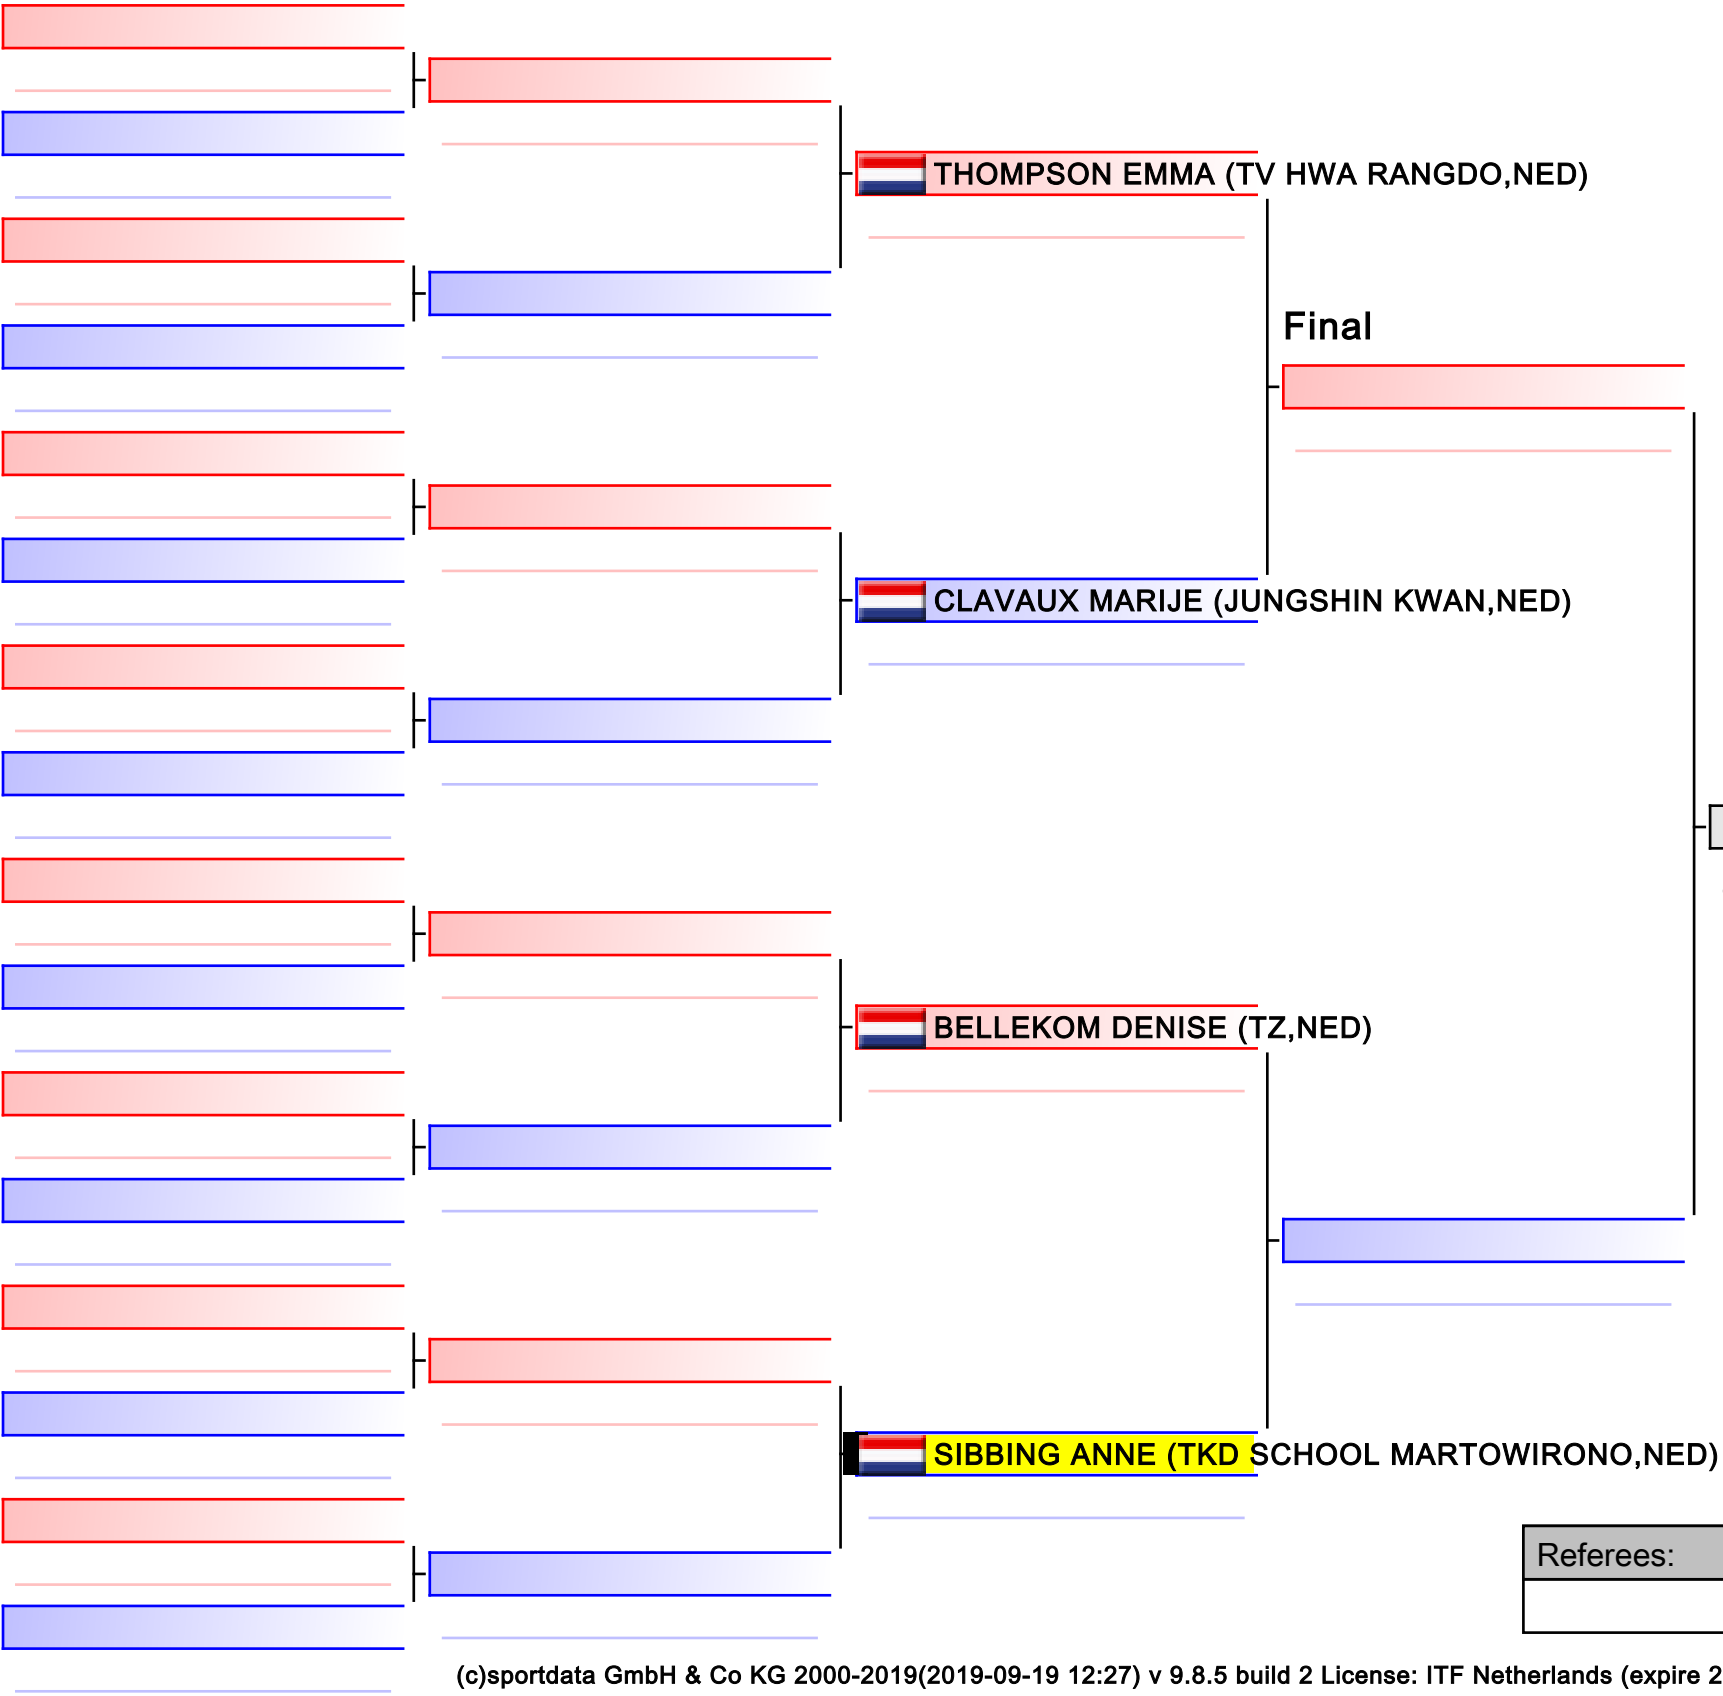 THOMPSON EMMA (TV HWA RANGDO,NED)
Final
CLAVAUX MARIJE (JUNGSHIN KWAN,NED)
BELLEKOM DENISE (TZ,NED)
SIBBING ANNE (TKD SCHOOL MARTOWIRONO,NED)
Referees:
(c)sportdata GmbH & Co KG 2000-2019(2019-09-19 12:27) v 9.8.5 build 2 License: ITF Netherlands (expire 2